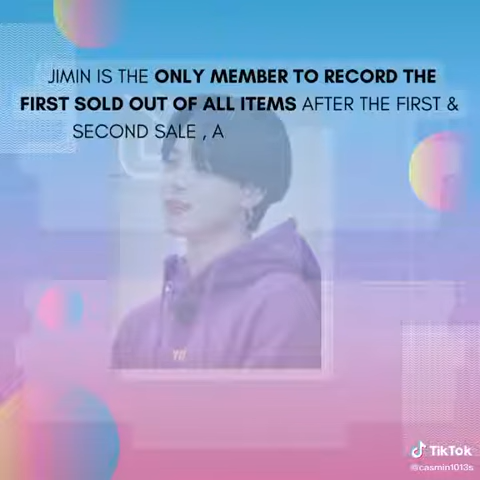 JIMIN IS THE ONLY MEMBER TO RECORD THE
FIRST SOLD OUT OF ALL ITEMS AFTER THE FIRST &
SECOND SALE , A
TikTok
@casmin1013s